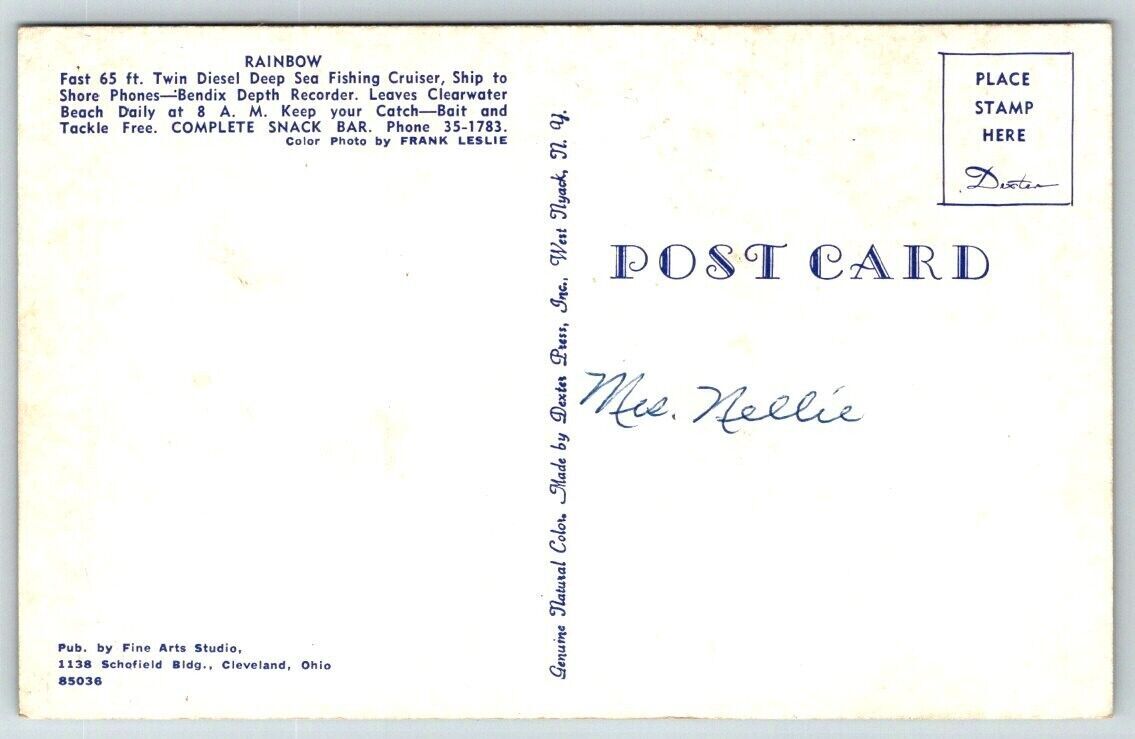 RAINBOW
Fast 65 ft. Twin Diesel Deep Sea Fishing Cruiser, Ship to
Shore Phones—Bendix Depth Recorder. Leaves Clearwater
Beach Daily at 8 A. M. Keep your Catch—Bait and
Tackle Free. COMPLETE SNACK BAR. Phone 35-1783.
Color Photo by FRANK LESLIE
Pub. by Fine Arts Studio,
1138 Schofield Bldg., Cleveland, Ohio
85036
Genuine Natural Color. Made by Dexter Press, Inc., West Nyack, N. Y.
PLACE
STAMP
HERE
Dexter
POST CARD
Mrs. Nellie